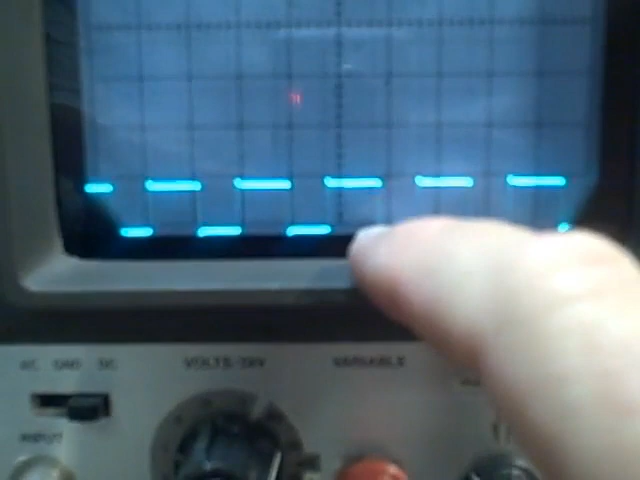 AC GND DC
VOLTS/DIV
VARIABLE
INPUT